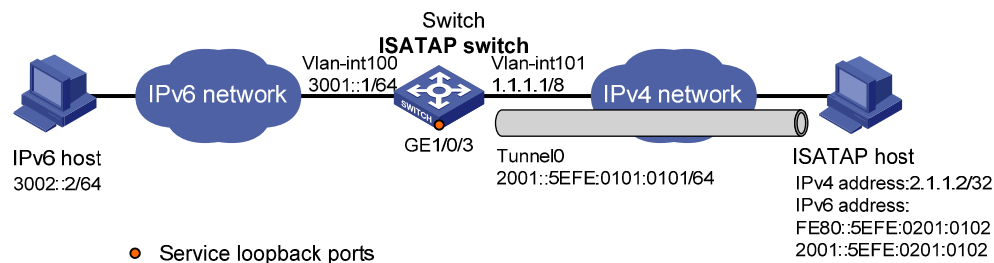 Switch
ISATAP switch
Vlan-int100
3001::1/64
Vlan-int101
1.1.1.1/8
IPv6 network
SWITCH
IPv4 network
GE1/0/3
IPv6 host
3002::2/64
Tunnel0
2001::5EFE:0101:0101/64
ISATAP host
IPv4 address:2.1.1.2/32
IPv6 address:
FE80::5EFE:0201:0102
2001::5EFE:0201:0102
Service loopback ports